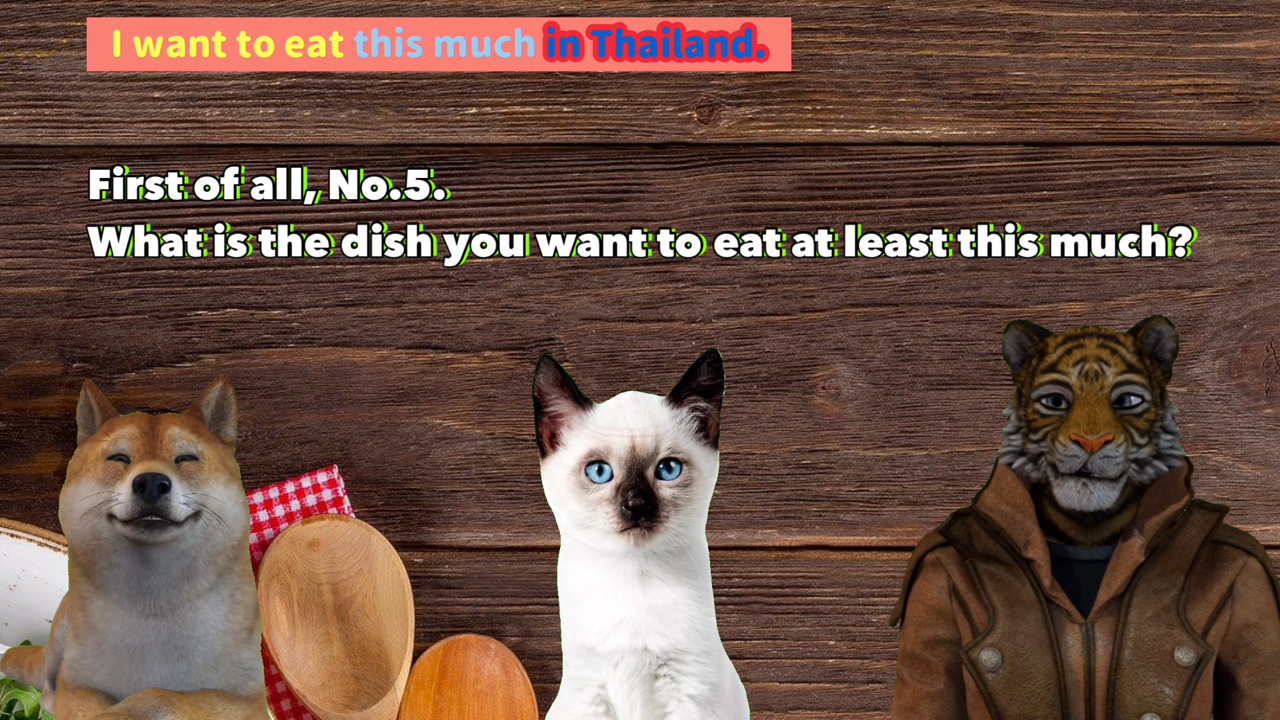 I want to eat this much in Thailand.
First of all, No.5.
What is the dish you want to eat at least this much?